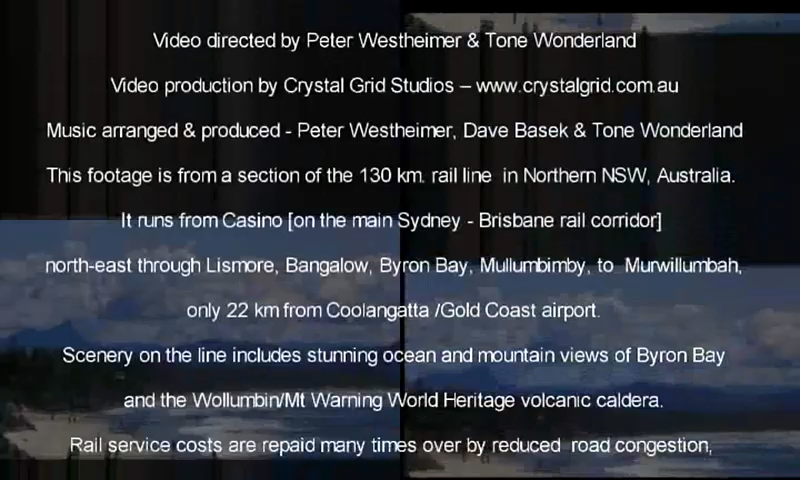 Video directed by Peter Westheimer & Tone Wonderland
Video production by Crystal Grid Studios – www.crystalgrid.com.au
Music arranged & produced - Peter Westheimer, Dave Basek & Tone Wonderland
This footage is from a section of the 130 km. rail line in Northern NSW, Australia.
It runs from Casino [on the main Sydney - Brisbane rail corridor]
north-east through Lismore, Bangalow, Byron Bay, Mullumbimby, to Murwillumbah,
only 22 km from Coolangatta /Gold Coast airport.
Scenery on the line includes stunning ocean and mountain views of Byron Bay
and the Wollumbin/Mt Warning World Heritage volcanic caldera.
Rail service costs are repaid many times over by reduced road congestion,